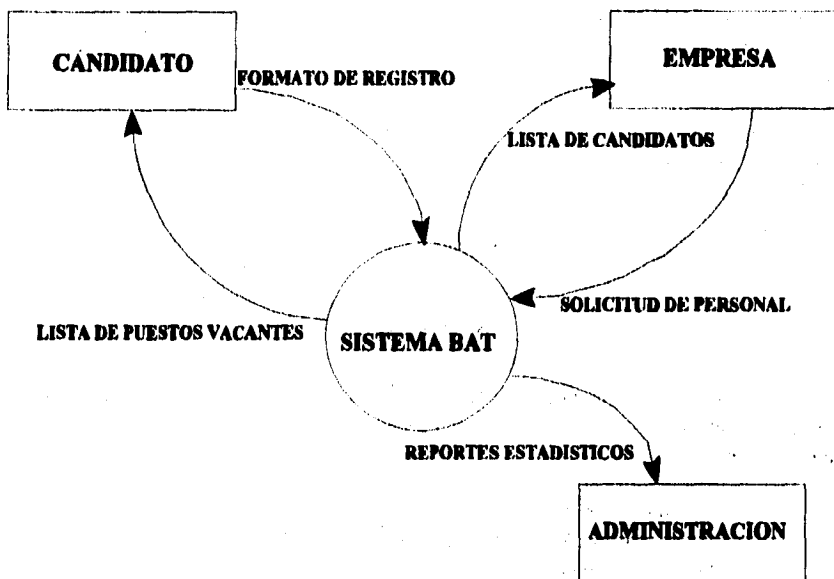 CANDIDATO
EMPRESA
FORMATO DE REGISTRO
LISTA DE CANDIDATOS
SOLICITUD DE PERSONAL
LISTA DE PUESTOS VACANTES
SISTEMA BAT
REPORTES ESTADISTICOS
ADMINISTRACION